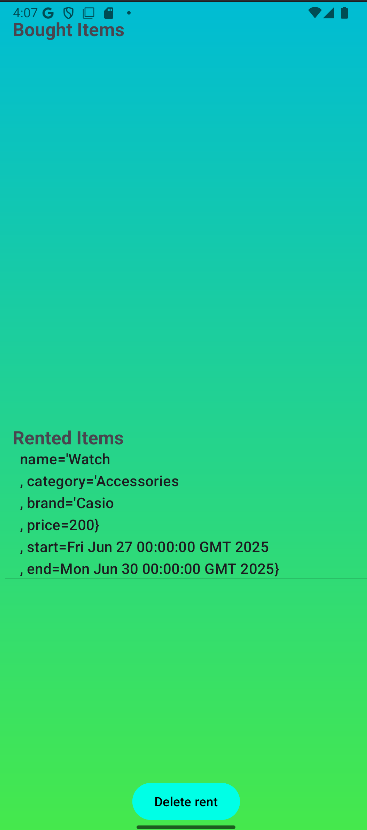 4:07
Bought Items
Rented Items
name='Watch
, category='Accessories
, brand='Casio
, price=200}
, start=Fri Jun 27 00:00:00 GMT 2025
, end=Mon Jun 30 00:00:00 GMT 2025}
Delete rent